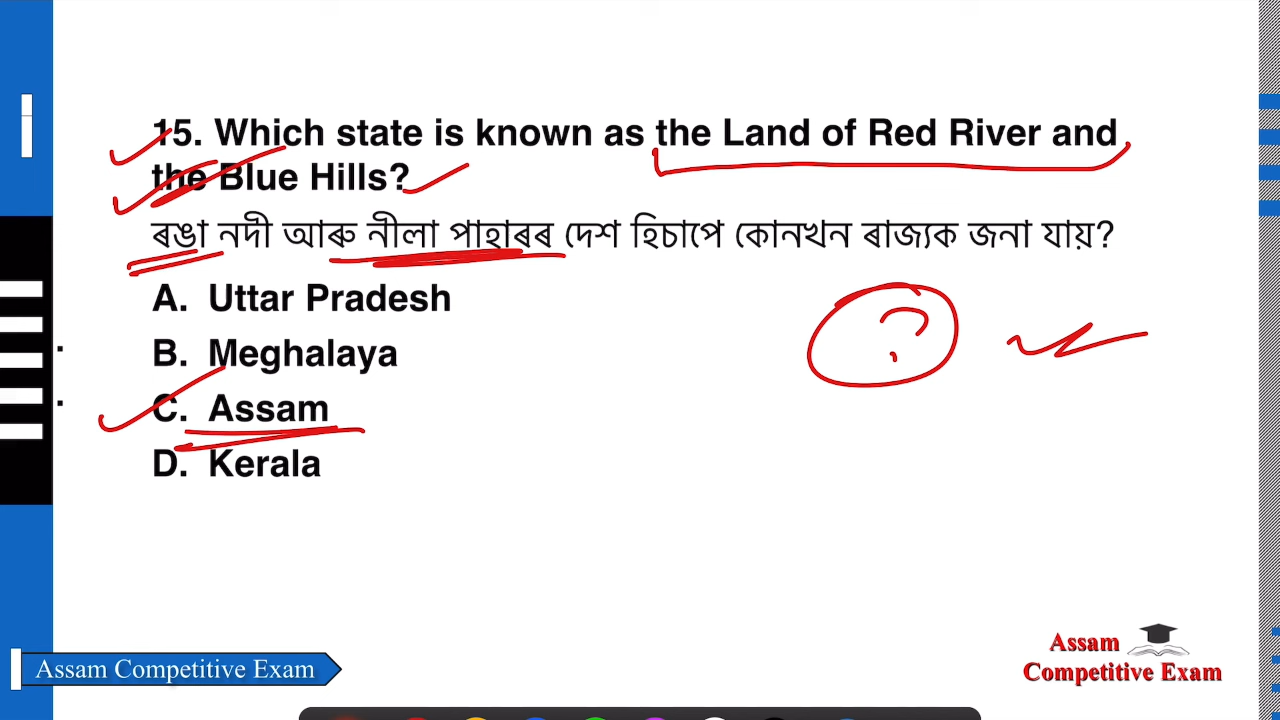 15. Which state is known as the Land of Red River and
the Blue Hills?
ৰঙা নদী আৰু নীলা পাহাৰৰ দেশ হিচাপে কোনখন ৰাজ্যক জনা যায়?
A. Uttar Pradesh
B. Meghalaya
C. Assam
D. Kerala
?
Assam Competitive Exam
Assam
Competitive Exam